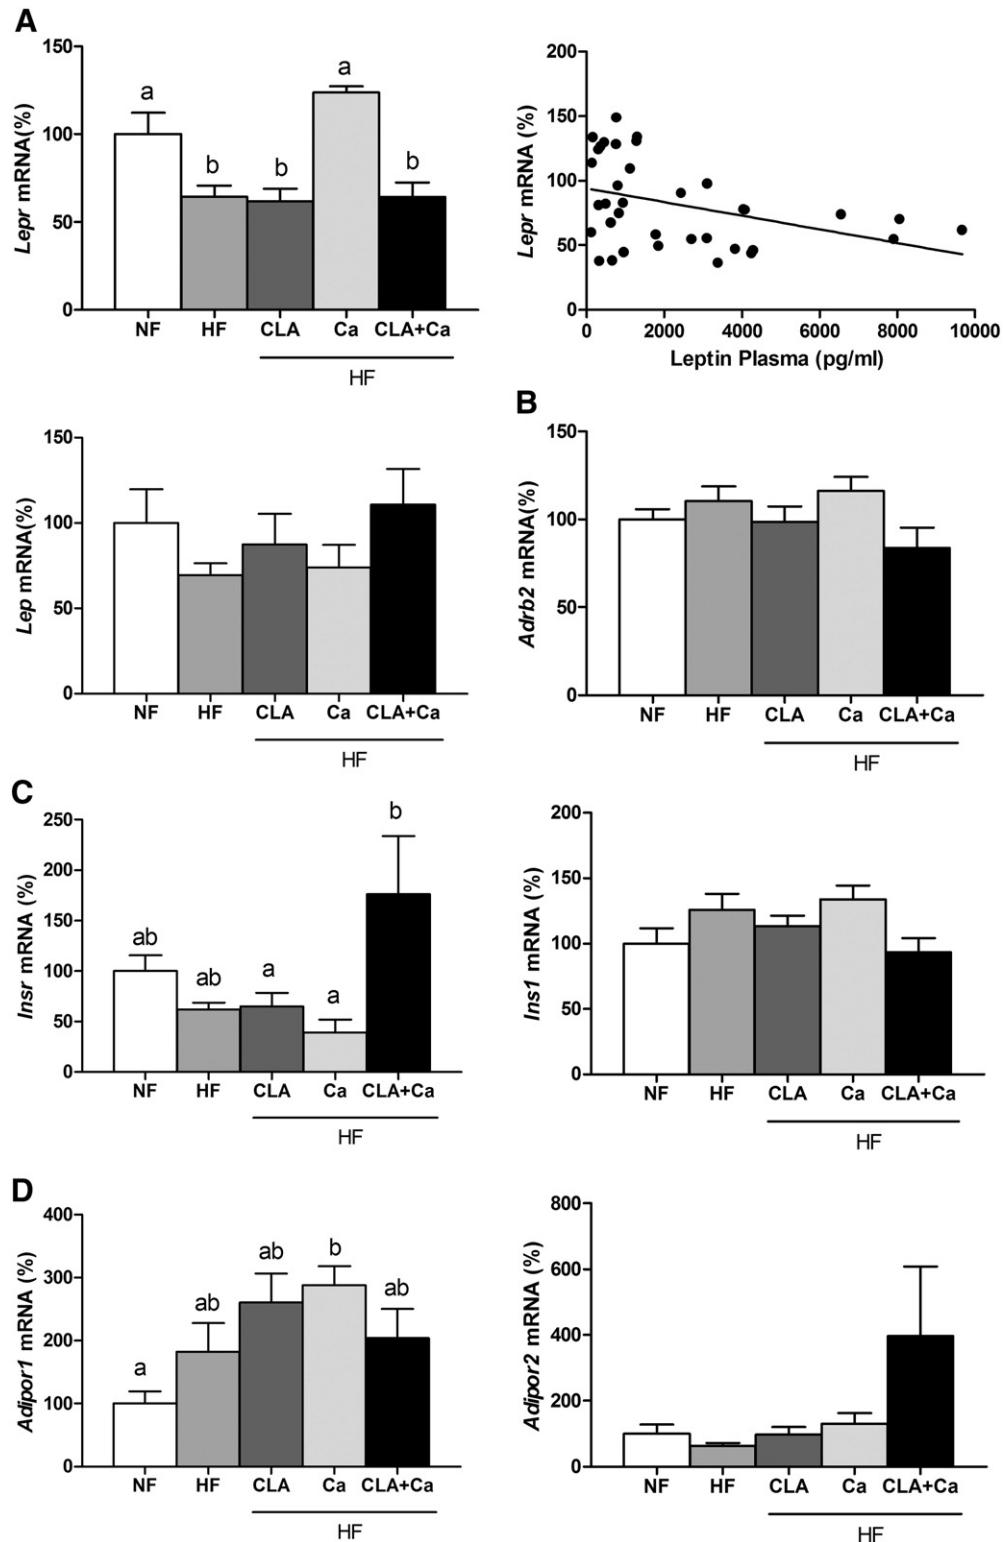 A
Lepr mRNA(%)
150
100
50
0
a
b
b
a
b
NF HF CLA Ca CLA+Ca
HF
Lepr mRNA (%)
200
150
100
50
0
0 2000 4000 6000 8000 10000
Leptin Plasma (pg/ml)
Lep mRNA(%)
150
100
50
0
NF HF CLA Ca CLA+Ca
HF
B
Adrb2 mRNA(%)
150
100
50
0
NF HF CLA Ca CLA+Ca
HF
C
Insr mRNA (%)
250
200
150
100
50
0
ab
ab
a
a
b
NF HF CLA Ca CLA+Ca
HF
Ins1 mRNA (%)
200
150
100
50
0
NF HF CLA Ca CLA+Ca
HF
D
Adipor1 mRNA (%)
400
300
200
100
0
a
ab
ab
b
ab
NF HF CLA Ca CLA+Ca
HF
Adipor2 mRNA (%)
800
600
400
200
0
NF HF CLA Ca CLA+Ca
HF